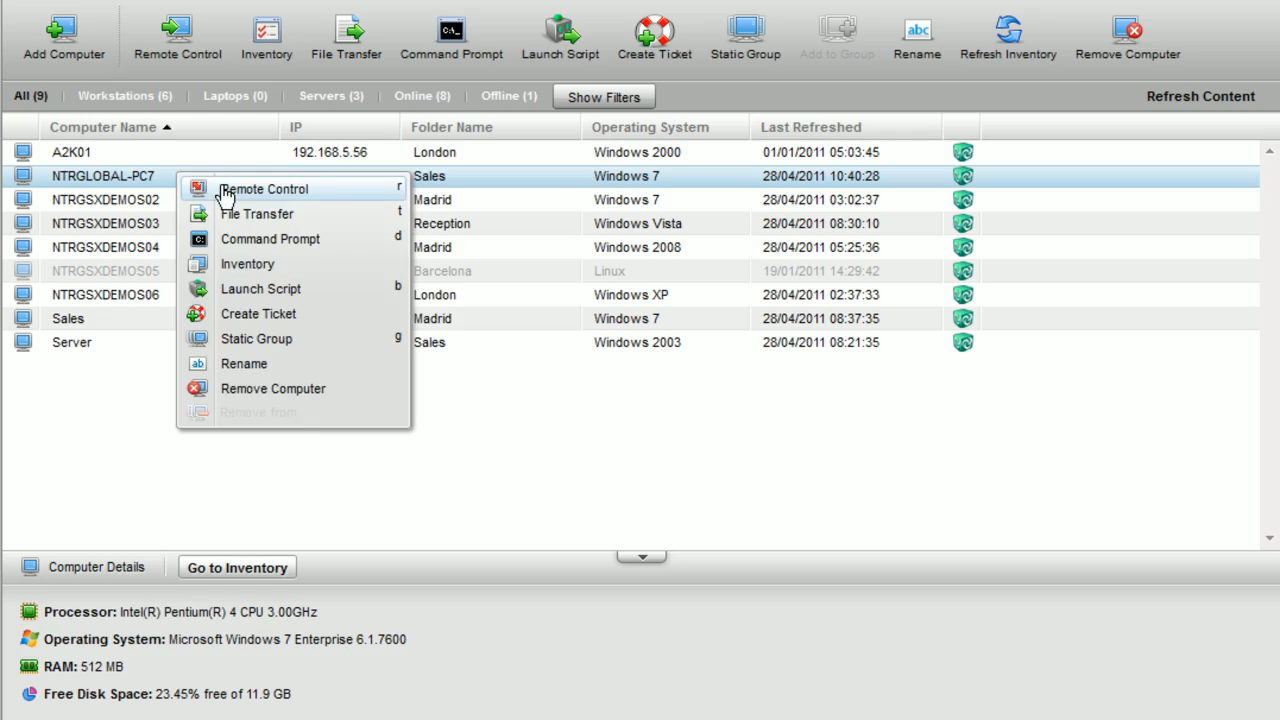 Add Computer Remote Control Inventory File Transfer Command Prompt Launch Script Create Ticket Static Group Add to Group Rename Refresh Inventory Remove Computer
All (9) | Workstations (6) | Laptops (0) | Servers (3) | Online (8) | Offline (1) Show Filters Refresh Content
Computer Name IP Folder Name Operating System Last Refreshed
A2K01 192.168.5.56 London Windows 2000 01/01/2011 05:03:45
NTRGLOBAL-PC7 Sales Windows 7 28/04/2011 10:40:28
NTRGSXDEMOS02 Madrid Windows 7 28/04/2011 03:02:37
NTRGSXDEMOS03 Reception Windows Vista 28/04/2011 08:30:10
NTRGSXDEMOS04 Madrid Windows 2008 28/04/2011 05:25:36
NTRGSXDEMOS05 Barcelona Linux 19/01/2011 14:29:42
NTRGSXDEMOS06 London Windows XP 28/04/2011 02:37:33
Sales Madrid Windows 7 28/04/2011 08:37:35
Server Sales Windows 2003 28/04/2011 08:21:35
Remote Control r
File Transfer t
Command Prompt d
Inventory
Launch Script b
Create Ticket
Static Group g
Rename
Remove Computer
Remove from
Computer Details Go to Inventory
Processor: Intel(R) Pentium(R) 4 CPU 3.00GHz
Operating System: Microsoft Windows 7 Enterprise 6.1.7600
RAM: 512 MB
Free Disk Space: 23.45% free of 11.9 GB